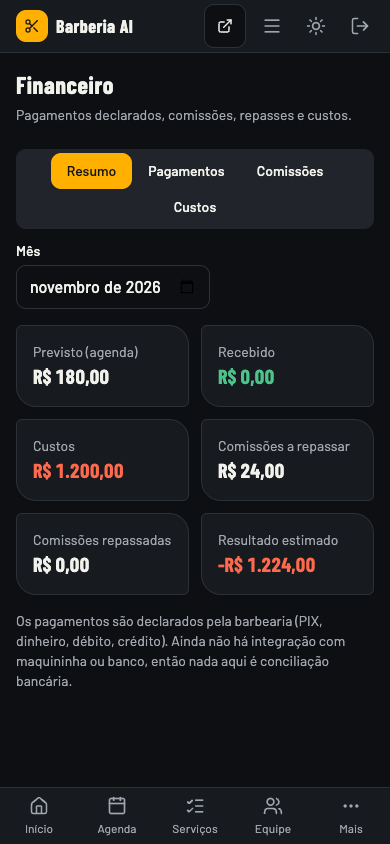 Barberia AI
Financeiro
Pagamentos declarados, comissões, repasses e custos.
Resumo
Pagamentos
Comissões
Custos
Mês
novembro de 2026
Previsto (agenda)
R$ 180,00
Recebido
R$ 0,00
Custos
R$ 1.200,00
Comissões a repassar
R$ 24,00
Comissões repassadas
R$ 0,00
Resultado estimado
-R$ 1.224,00
Os pagamentos são declarados pela barbearia (PIX,
dinheiro, débito, crédito). Ainda não há integração com
maquininha ou banco, então nada aqui é conciliação
bancária.
Início
Agenda
Serviços
Equipe
Mais